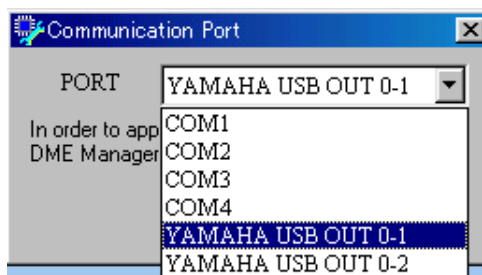 Communication Port
PORT
YAMAHA USB OUT 0-1
In order to app
DME Manager
COM1
COM2
COM3
COM4
YAMAHA USB OUT 0-1
YAMAHA USB OUT 0-2